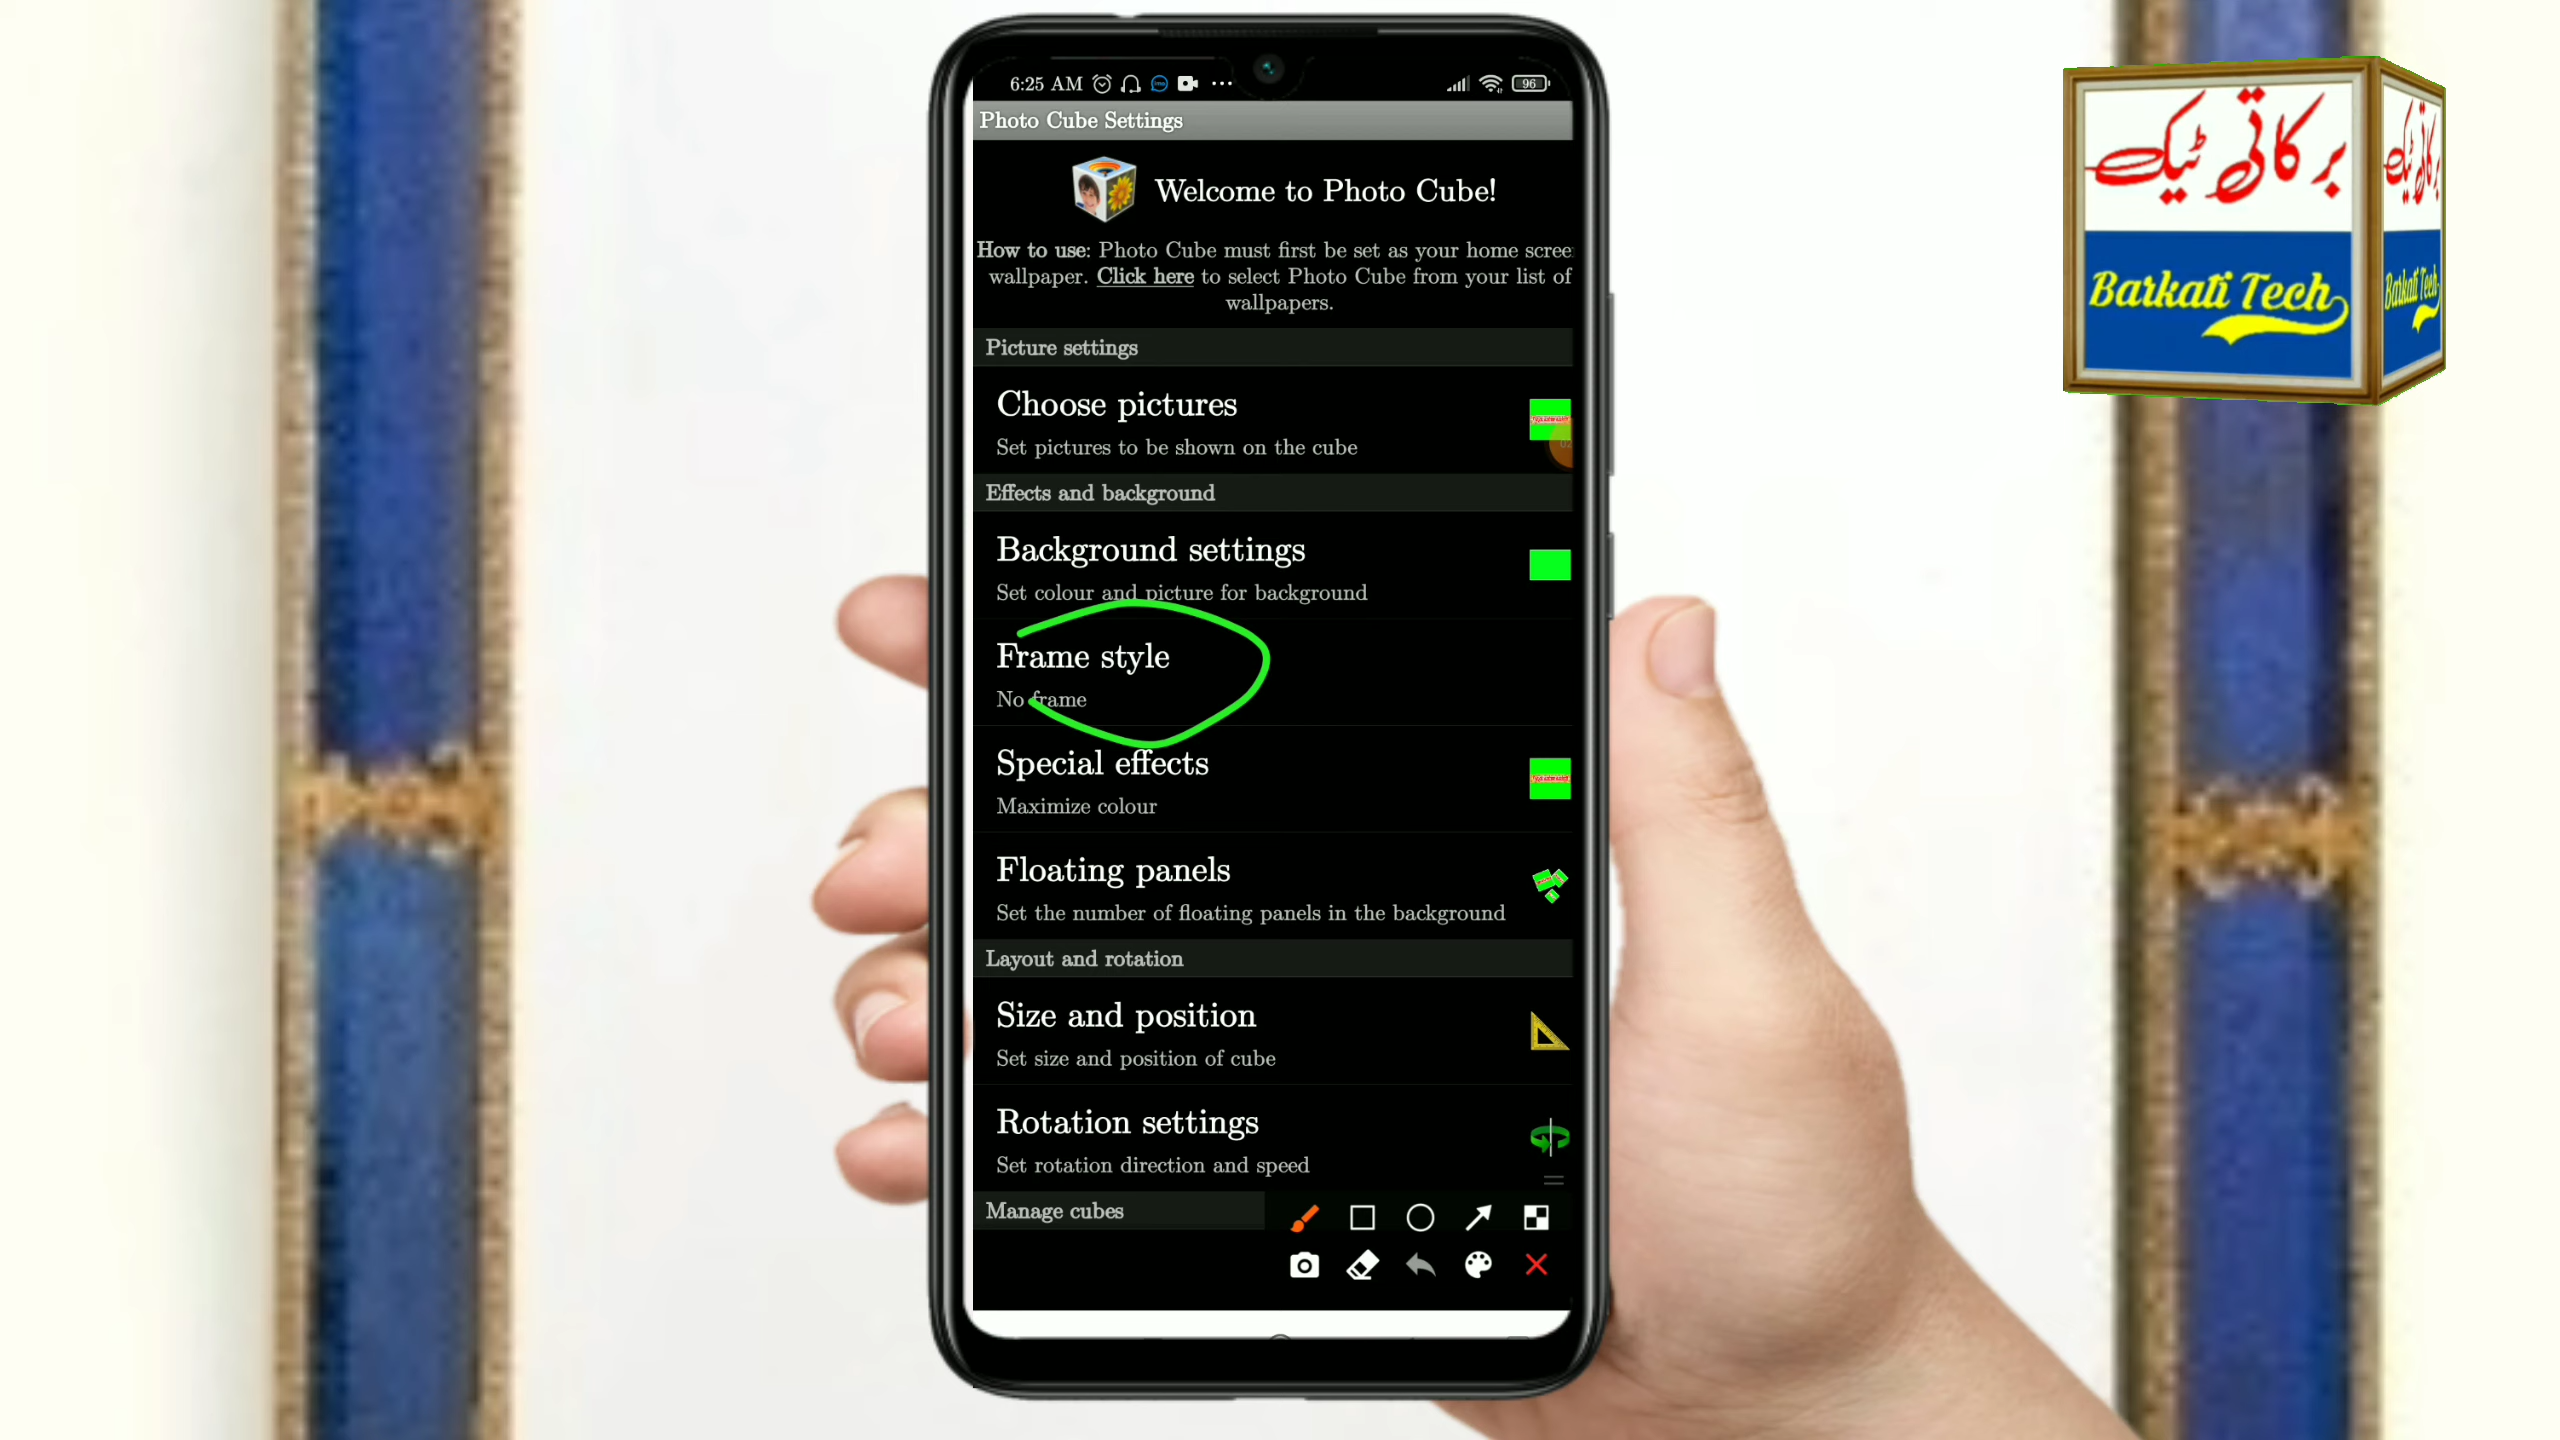 6:25 AM
96
Photo Cube Settings
Welcome to Photo Cube!
How to use: Photo Cube must first be set as your home scree
wallpaper. Click here to select Photo Cube from your list of
wallpapers.
Picture settings
Choose pictures
Set pictures to be shown on the cube
Effects and background
Background settings
Set colour and picture for background
Frame style
No frame
Special effects
Maximize colour
Floating panels
Set the number of floating panels in the background
Layout and rotation
Size and position
Set size and position of cube
Rotation settings
Set rotation direction and speed
Manage cubes
برکاتی ٹیک
Barkati Tech
برکاتی ٹیک
Barkati Tech